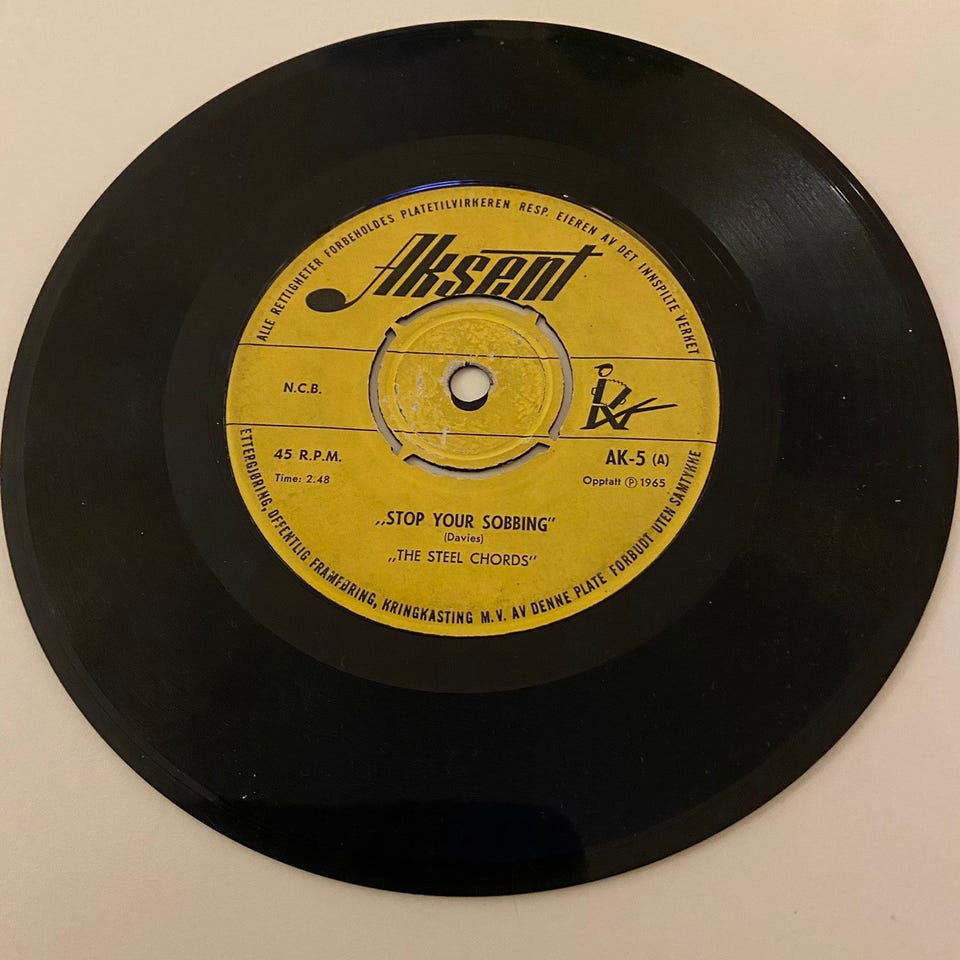 ALLE RETTIGHETER FORBEHOLDES PLATETILVIRKEREN RESP. EIEREN AV DET INNSPILTE VERKET
Aksent
N.C.B.
45 R.P.M.
Time: 2.48
AK-5 (A)
Opptatt Ⓟ 1965
„STOP YOUR SOBBING"
(Davies)
„THE STEEL CHORDS"
ETTERGJØRING, OFFENTLIG FRAMFØRING, KRINGKASTING M.V. AV DENNE PLATE FORBUDT UTEN SAMTYKKE